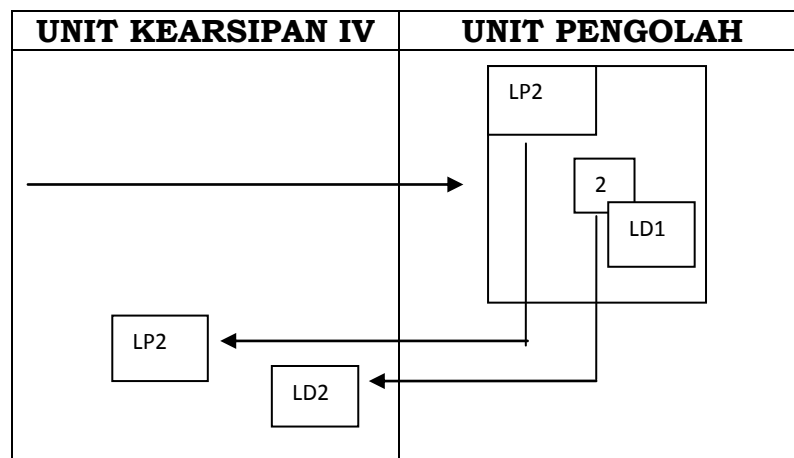 UNIT KEARSIPAN IV UNIT PENGOLAH
LP2
2
LD1
LP2
LD2